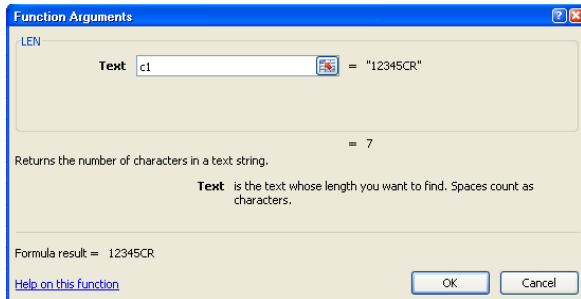 Function Arguments
LEN
Text c1 = "12345CR"
= 7
Returns the number of characters in a text string.
Text is the text whose length you want to find. Spaces count as
characters.
Formula result = 12345CR
Help on this function OK Cancel